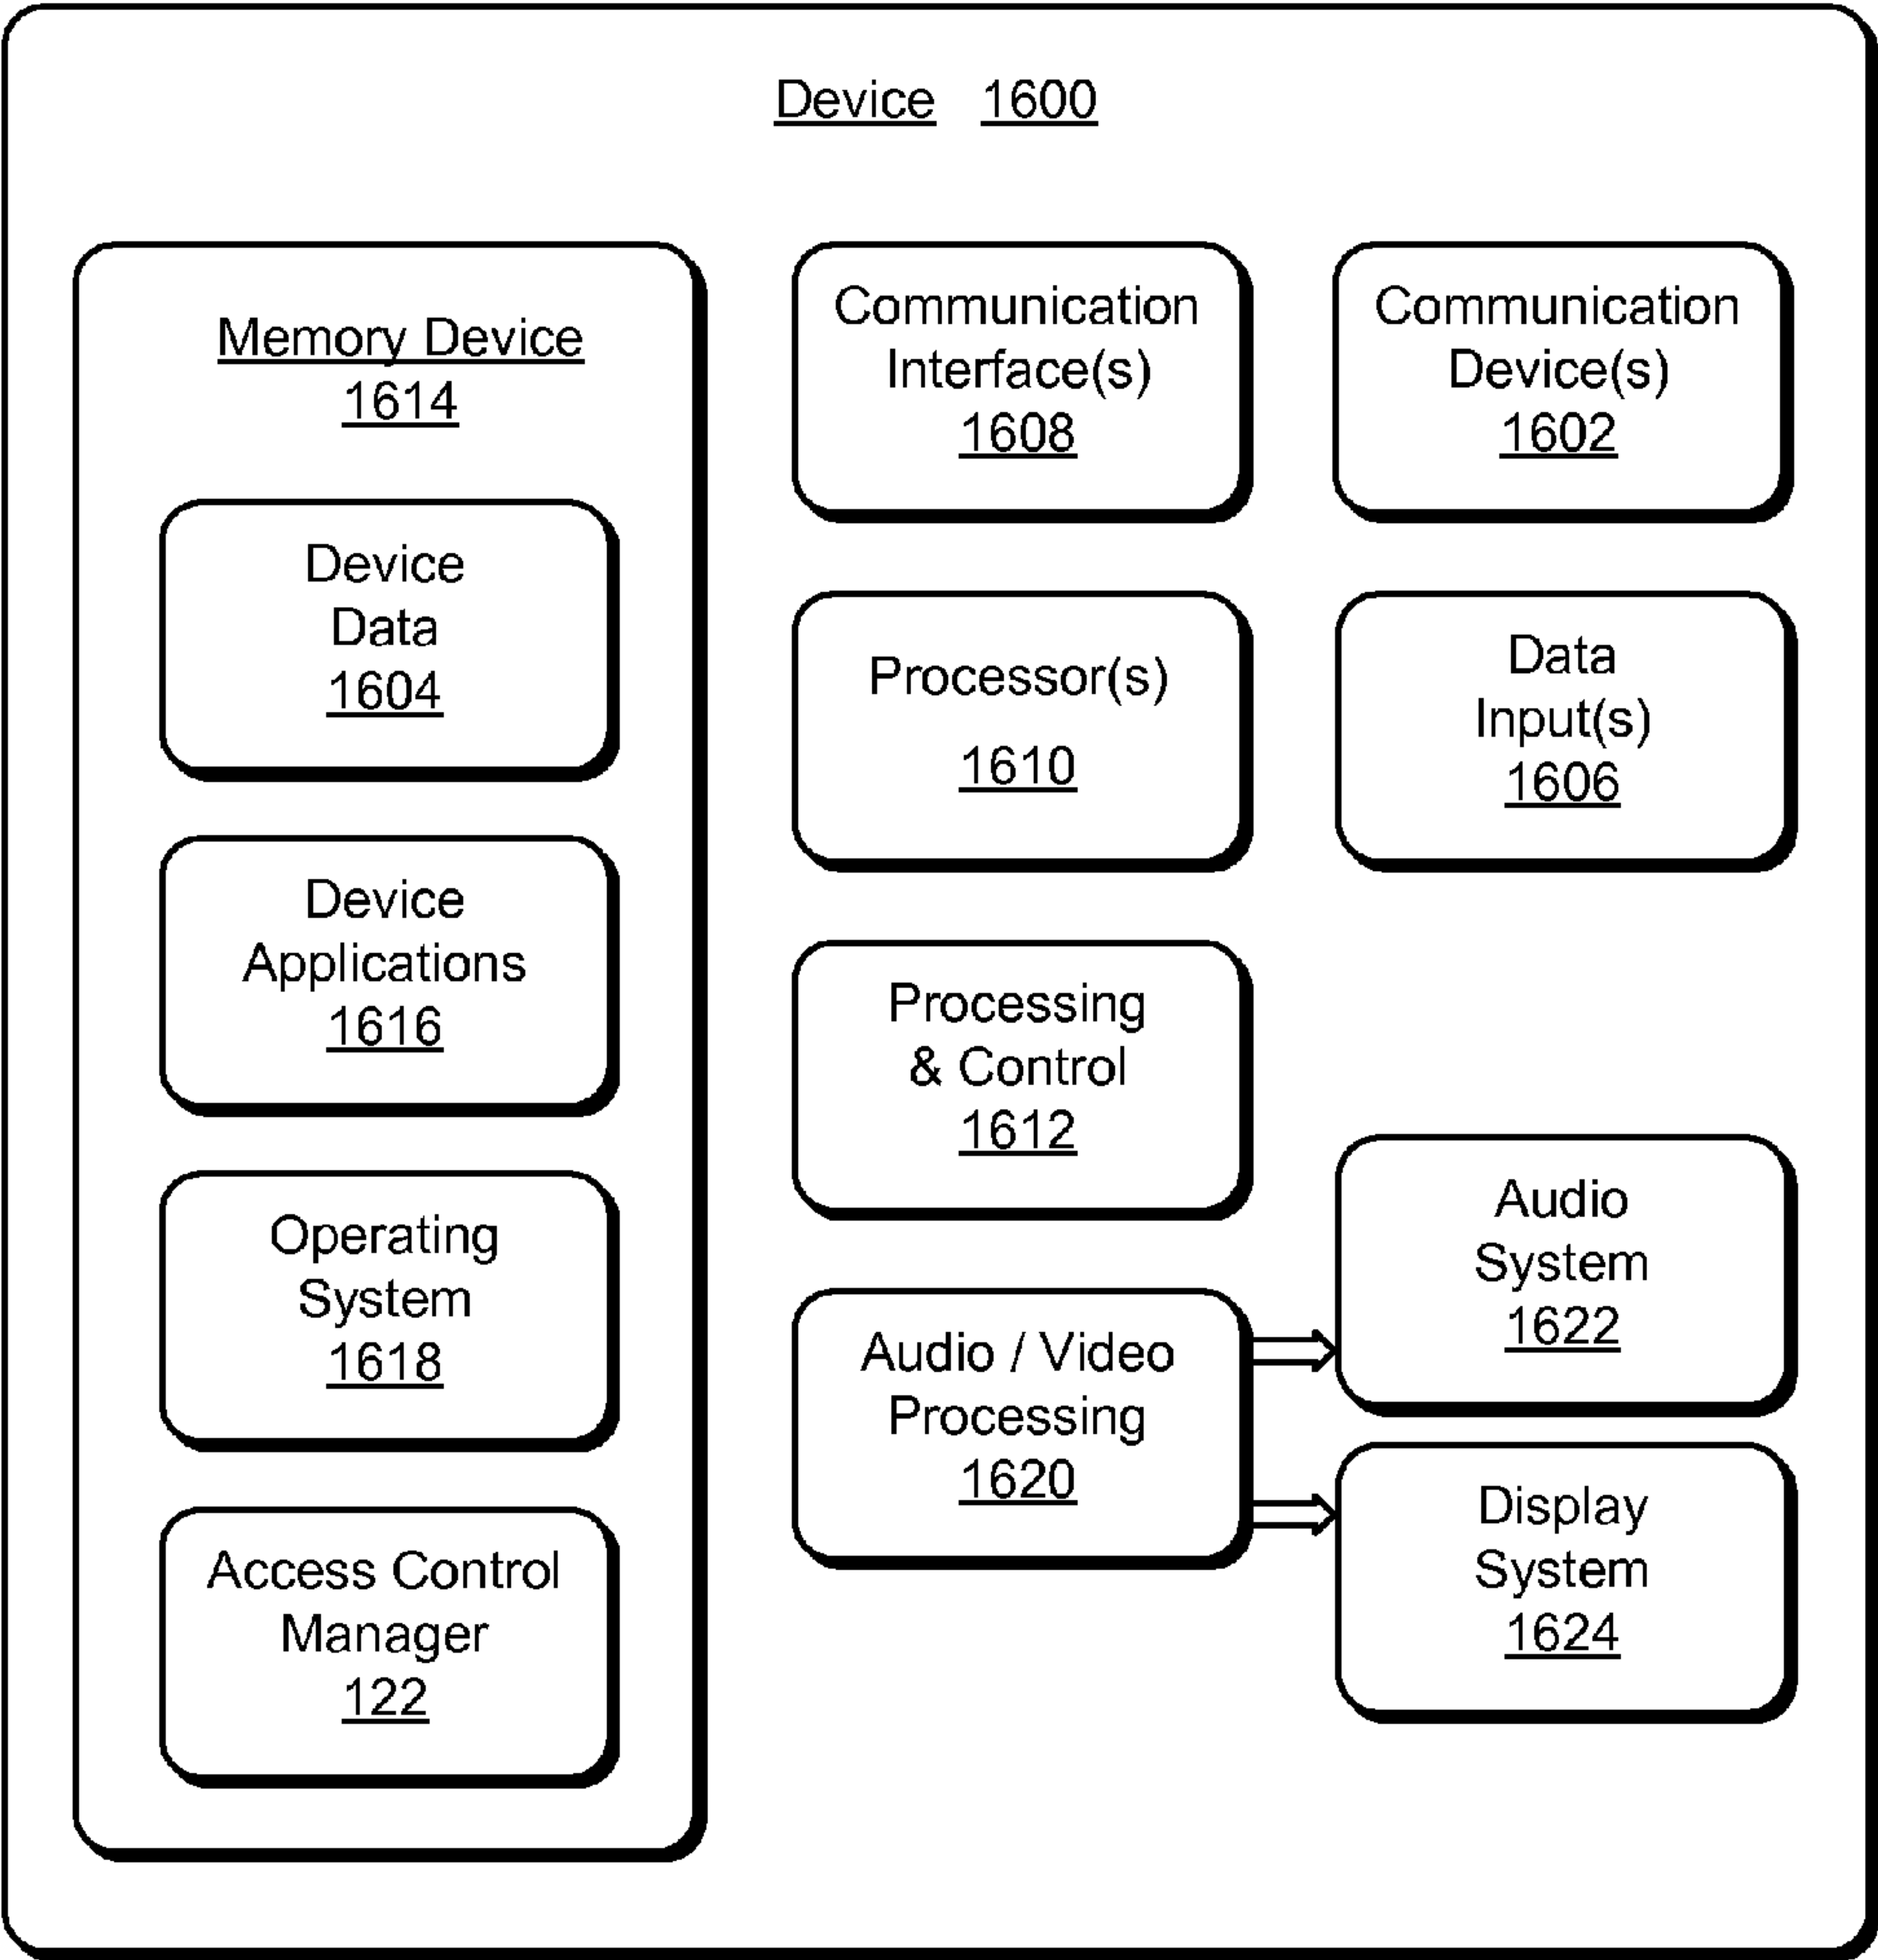 Device 1600
Memory Device
1614
Device
Data
1604
Device
Applications
1616
Operating
System
1618
Access Control
Manager
122
Communication
Interface(s)
1608
Processor(s)
1610
Processing
& Control
1612
Audio / Video
Processing
1620
Communication
Device(s)
1602
Data
Input(s)
1606
Audio
System
1622
Display
System
1624